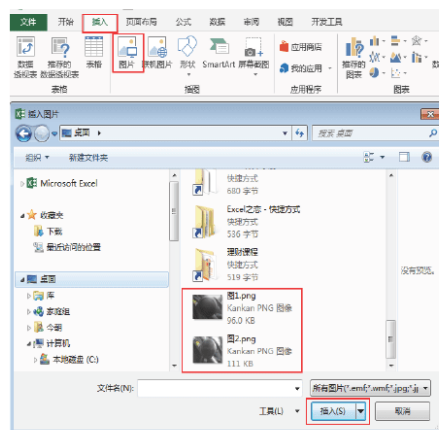 文件 开始 插入 页面布局 公式 数据 审阅 视图 开发工具
数据 推荐的 表格 图片 联机图片 形状 SmartArt 屏幕截图 应用商店 推荐的
透视表 数据透视表 我的应用 图表
表格 插图 应用程序 图表
插入图片
桌面 搜索 桌面
组织 新建文件夹
Microsoft Excel
收藏夹
下载
最近访问的位置
桌面
库
家庭组
今朝
计算机
本地磁盘 (C:)
快捷方式
680 字节
Excel之恋 - 快捷方式
快捷方式
536 字节
理财课程
快捷方式
519 字节
图1.png
Kankan PNG 图像
96.0 KB
图2.png
Kankan PNG 图像
111 KB
没有预览。
文件名(N): 所有图片(*.emf;*.wmf;*.jpg;*.j
工具(L) 插入(S) 取消